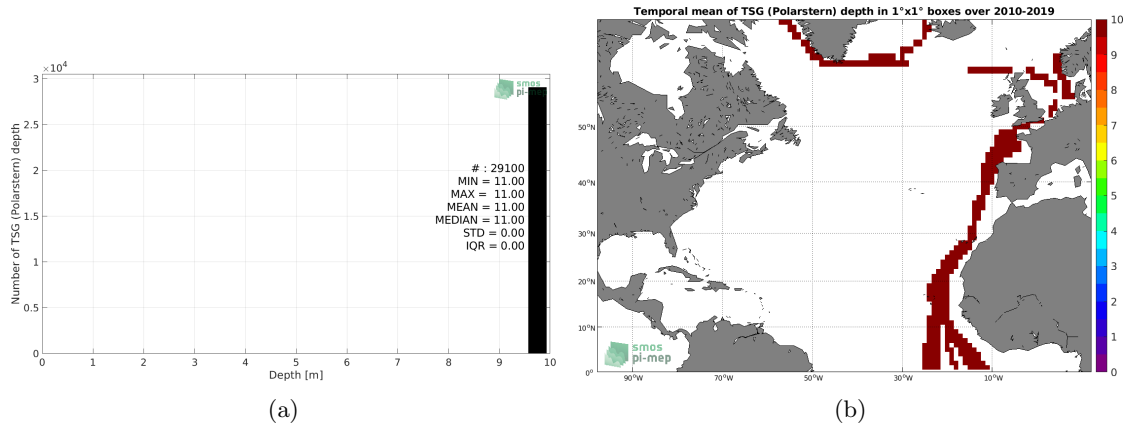 Temporal mean of TSG (Polarstern) depth in 1°x1° boxes over 2010-2019
×10⁴
3
2.5
2
1.5
1
0.5
0
Number of TSG (Polarstern) depth
smos
pi-mep
# : 29100
MIN = 11.00
MAX = 11.00
MEAN = 11.00
MEDIAN = 11.00
STD = 0.00
IQR = 0.00
0 1 2 3 4 5 6 7 8 9 10
Depth [m]
(a)
50°N
40°N
30°N
20°N
10°N
0°
90°W 70°W 50°W 30°W 10°W
smos
pi-mep
10
9
8
7
6
5
4
3
2
1
0
(b)